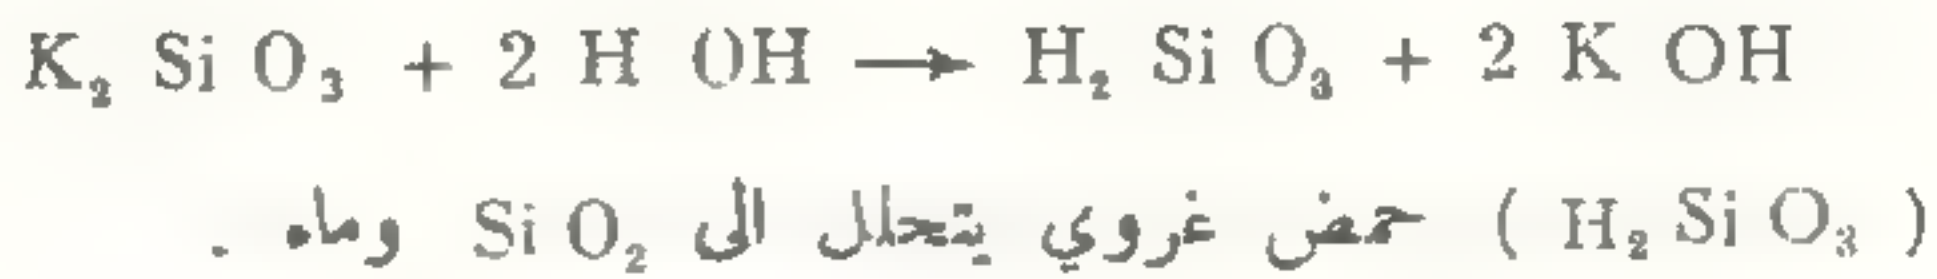 K₂ Si O₃ + 2 H OH ⟶ H₂ Si O₃ + 2 K OH
( H₂ Si O₃ ) حمض غروي يتحلل الى Si O₂ وماء .